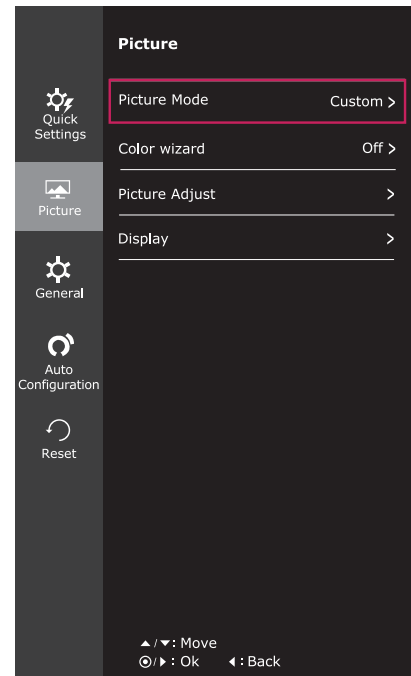 Picture
Quick
Settings
Picture
General
Auto
Configuration
Reset
Picture Mode Custom >
Color wizard Off >
Picture Adjust >
Display >
▲/▼: Move
◉/▶ : Ok ◀ : Back